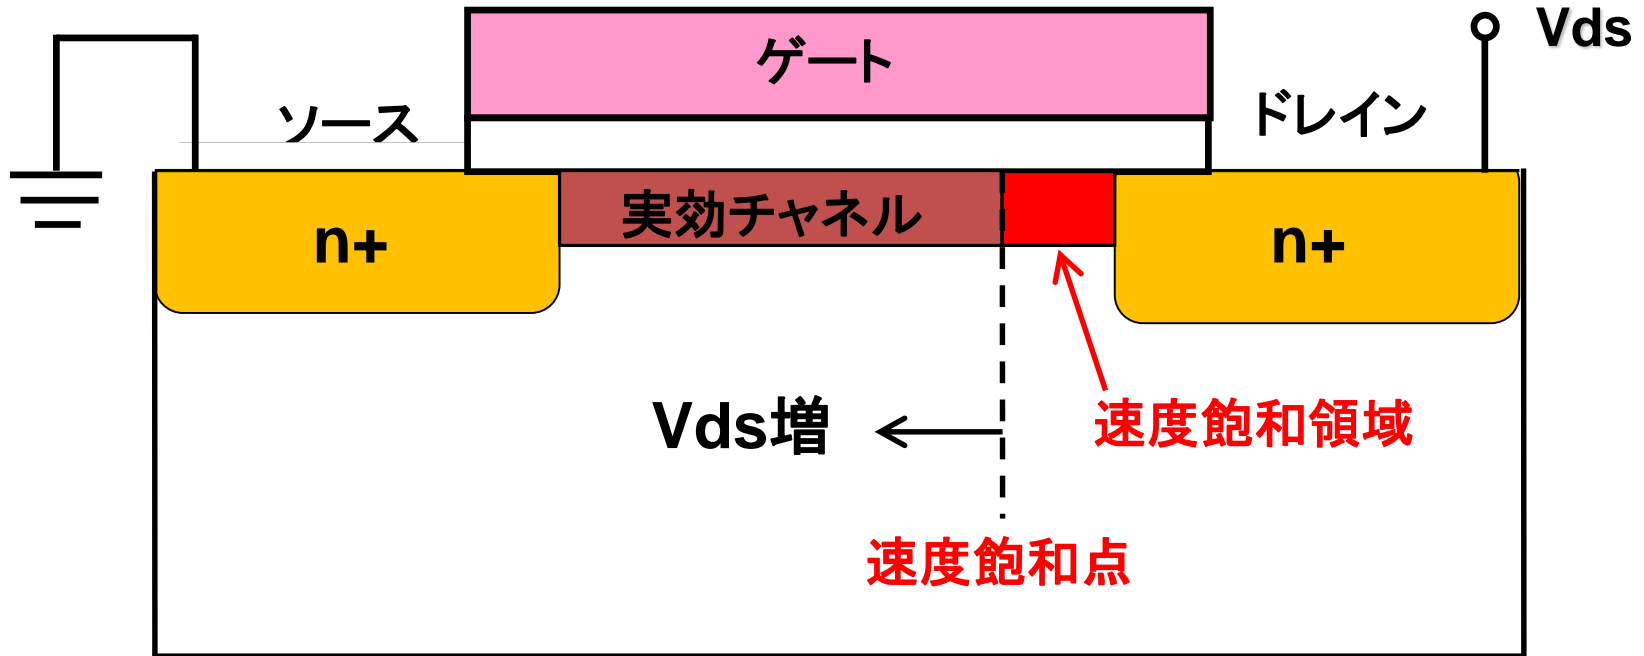 Vds
ゲート
ソース
ドレイン
実効チャネル
n+
n+
Vds増
速度飽和領域
速度飽和点